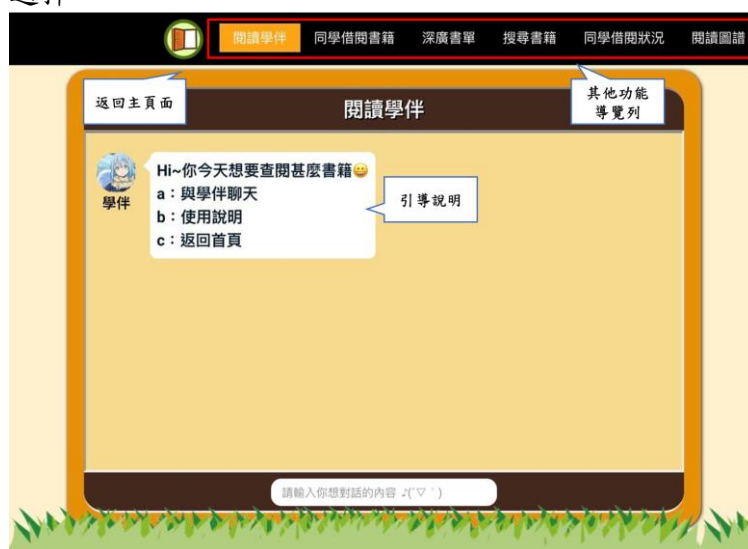 閱讀學伴 同學借閱書籍 深廣書單 搜尋書籍 同學借閱狀況 閱讀圖譜
返回主頁面
其他功能
導覽列
閱讀學伴
Hi~你今天想要查閱甚麼書籍😀
a：與學伴聊天
b：使用說明
c：返回首頁
學伴
引導說明
請輸入你想對話的內容 ♪(´▽｀)